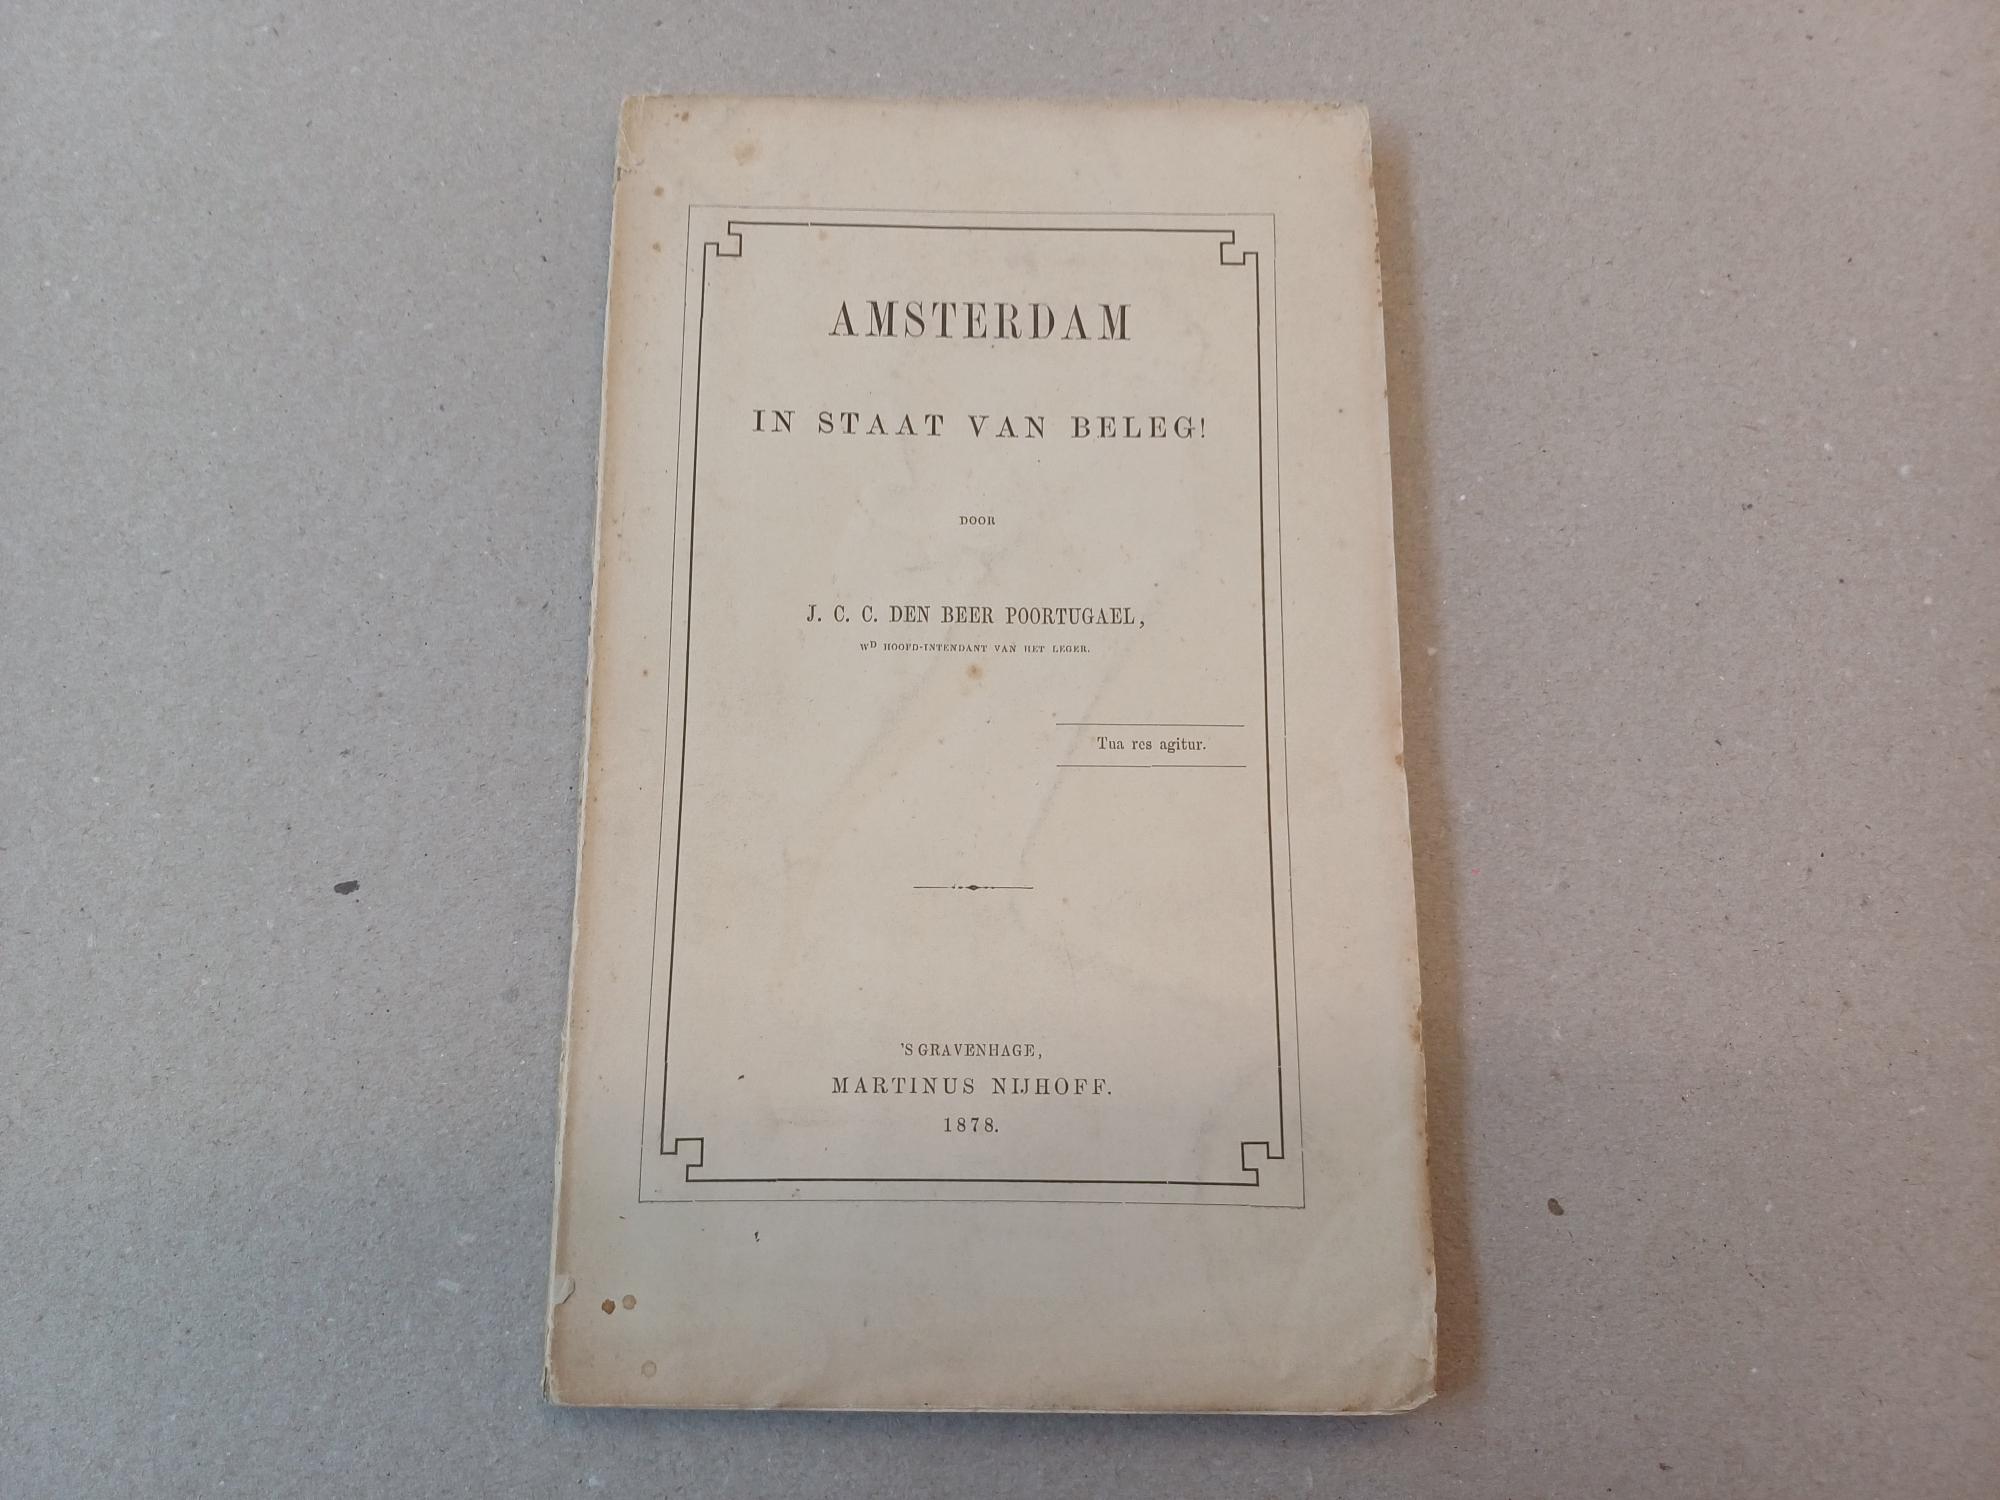 AMSTERDAM
IN STAAT VAN BELEG!
DOOR
J. C. C. DEN BEER POORTUGAEL,
WD HOOFD-INTENDANT VAN HET LEGER.
Tua res agitur.
'S GRAVENHAGE,
MARTINUS NIJHOFF.
1878.